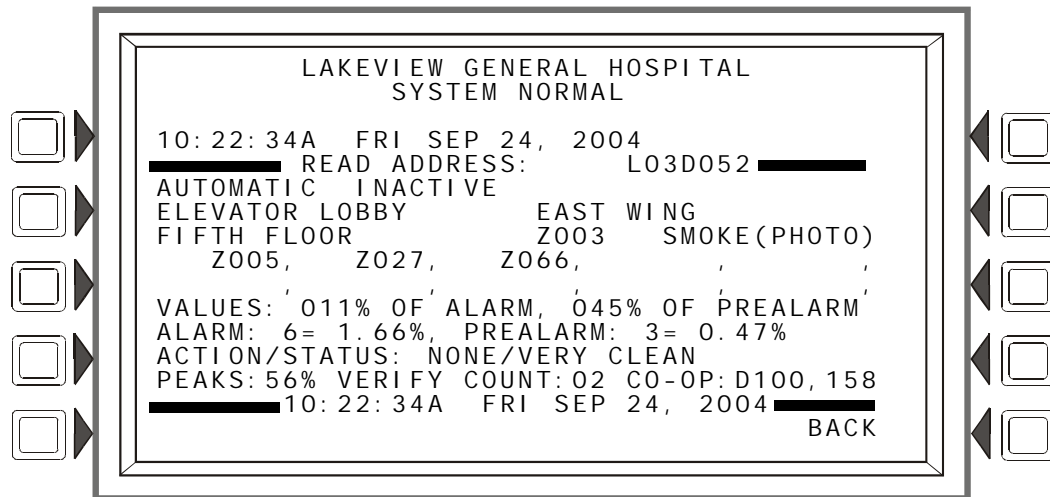 LAKEVIEW GENERAL HOSPITAL
SYSTEM NORMAL
10:22:34A FRI SEP 24, 2004
READ ADDRESS: L03D052
AUTOMATIC INACTIVE
ELEVATOR LOBBY EAST WING
FIFTH FLOOR Z003 SMOKE(PHOTO)
Z005, Z027, Z066, , ,
, , , , ,
VALUES: 011% OF ALARM, 045% OF PREALARM
ALARM: 6= 1.66%, PREALARM: 3= 0.47%
ACTION/STATUS: NONE/VERY CLEAN
PEAKS:56% VERIFY COUNT:02 CO-OP:D100,158
10:22:34A FRI SEP 24, 2004
BACK